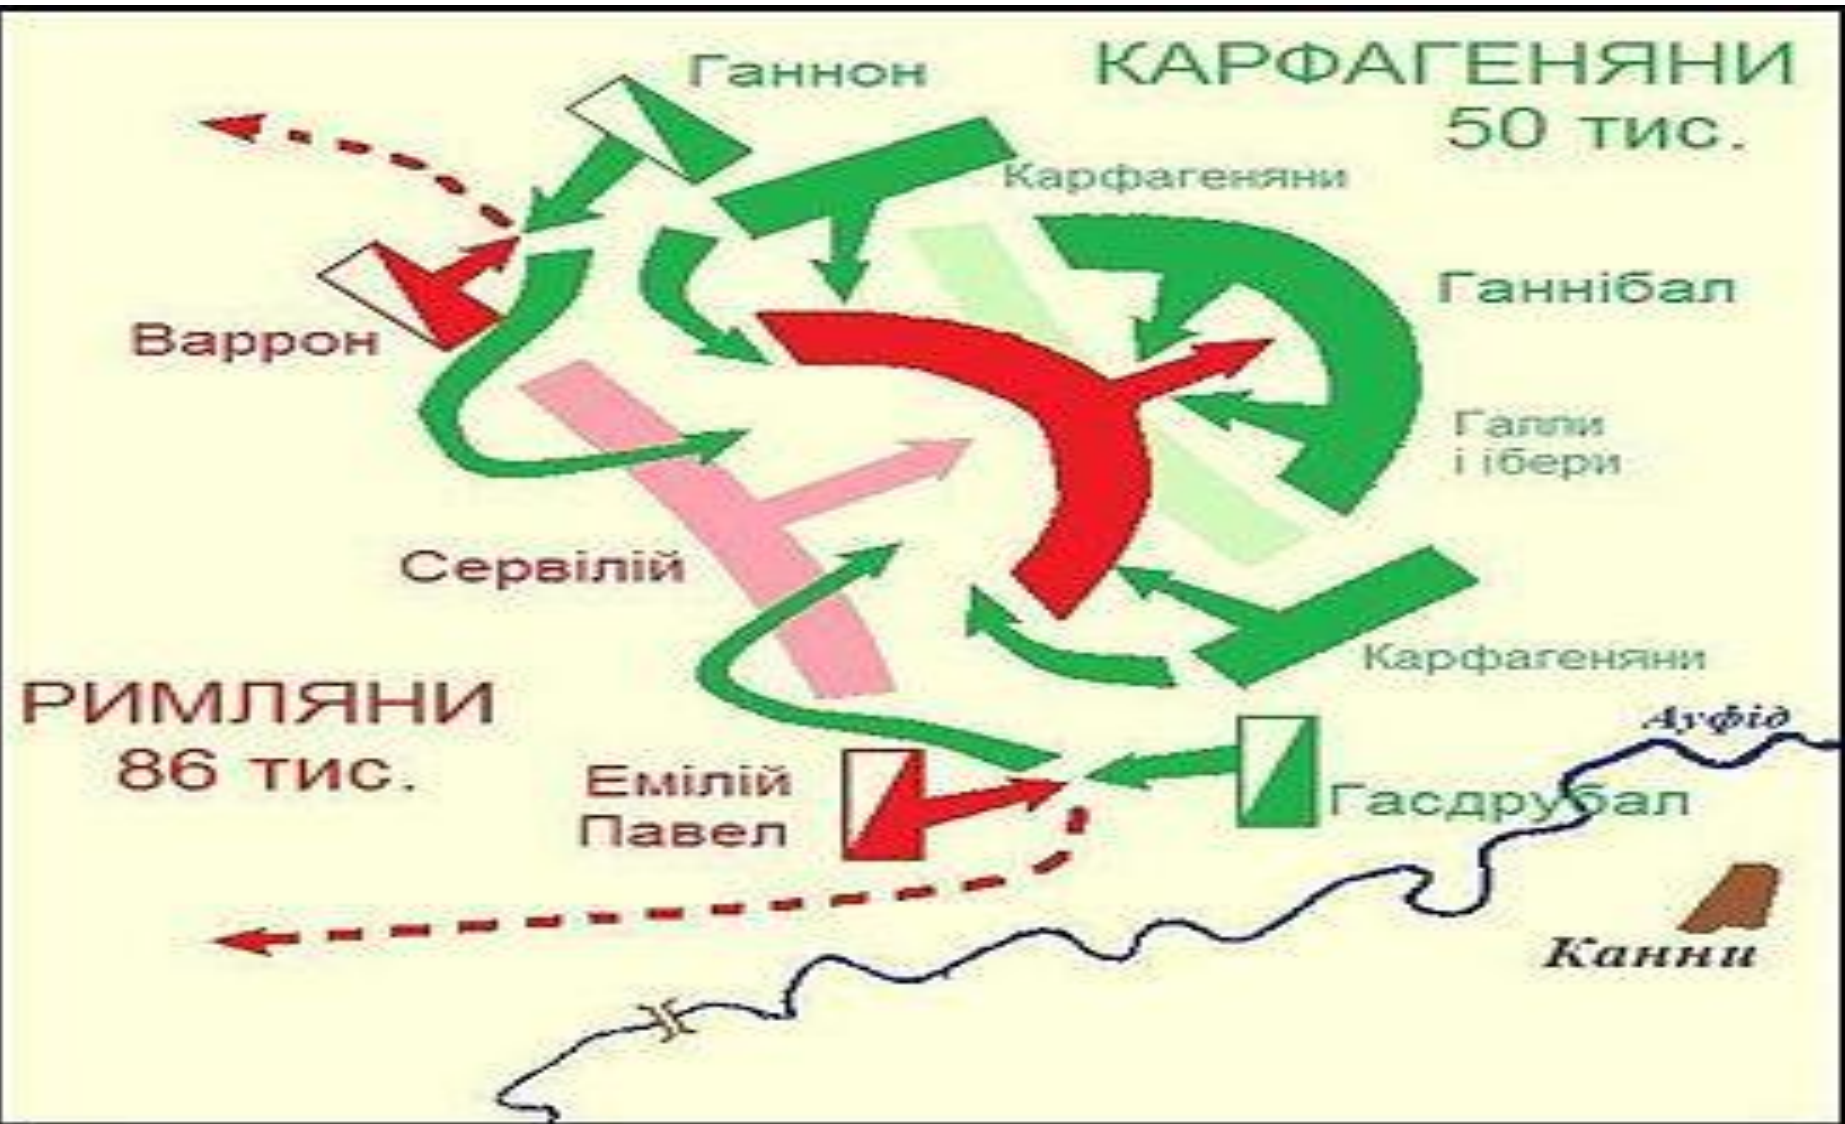 Ганнон
КАРФАГЕНЯНИ
50 тис.
Карфагеняни
Ганнібал
Варрон
Галли
і ібери
Сервілій
Карфагеняни
РИМЛЯНИ
86 тис.
Ауфід
Емілій
Павел
Гасдрубал
Канни